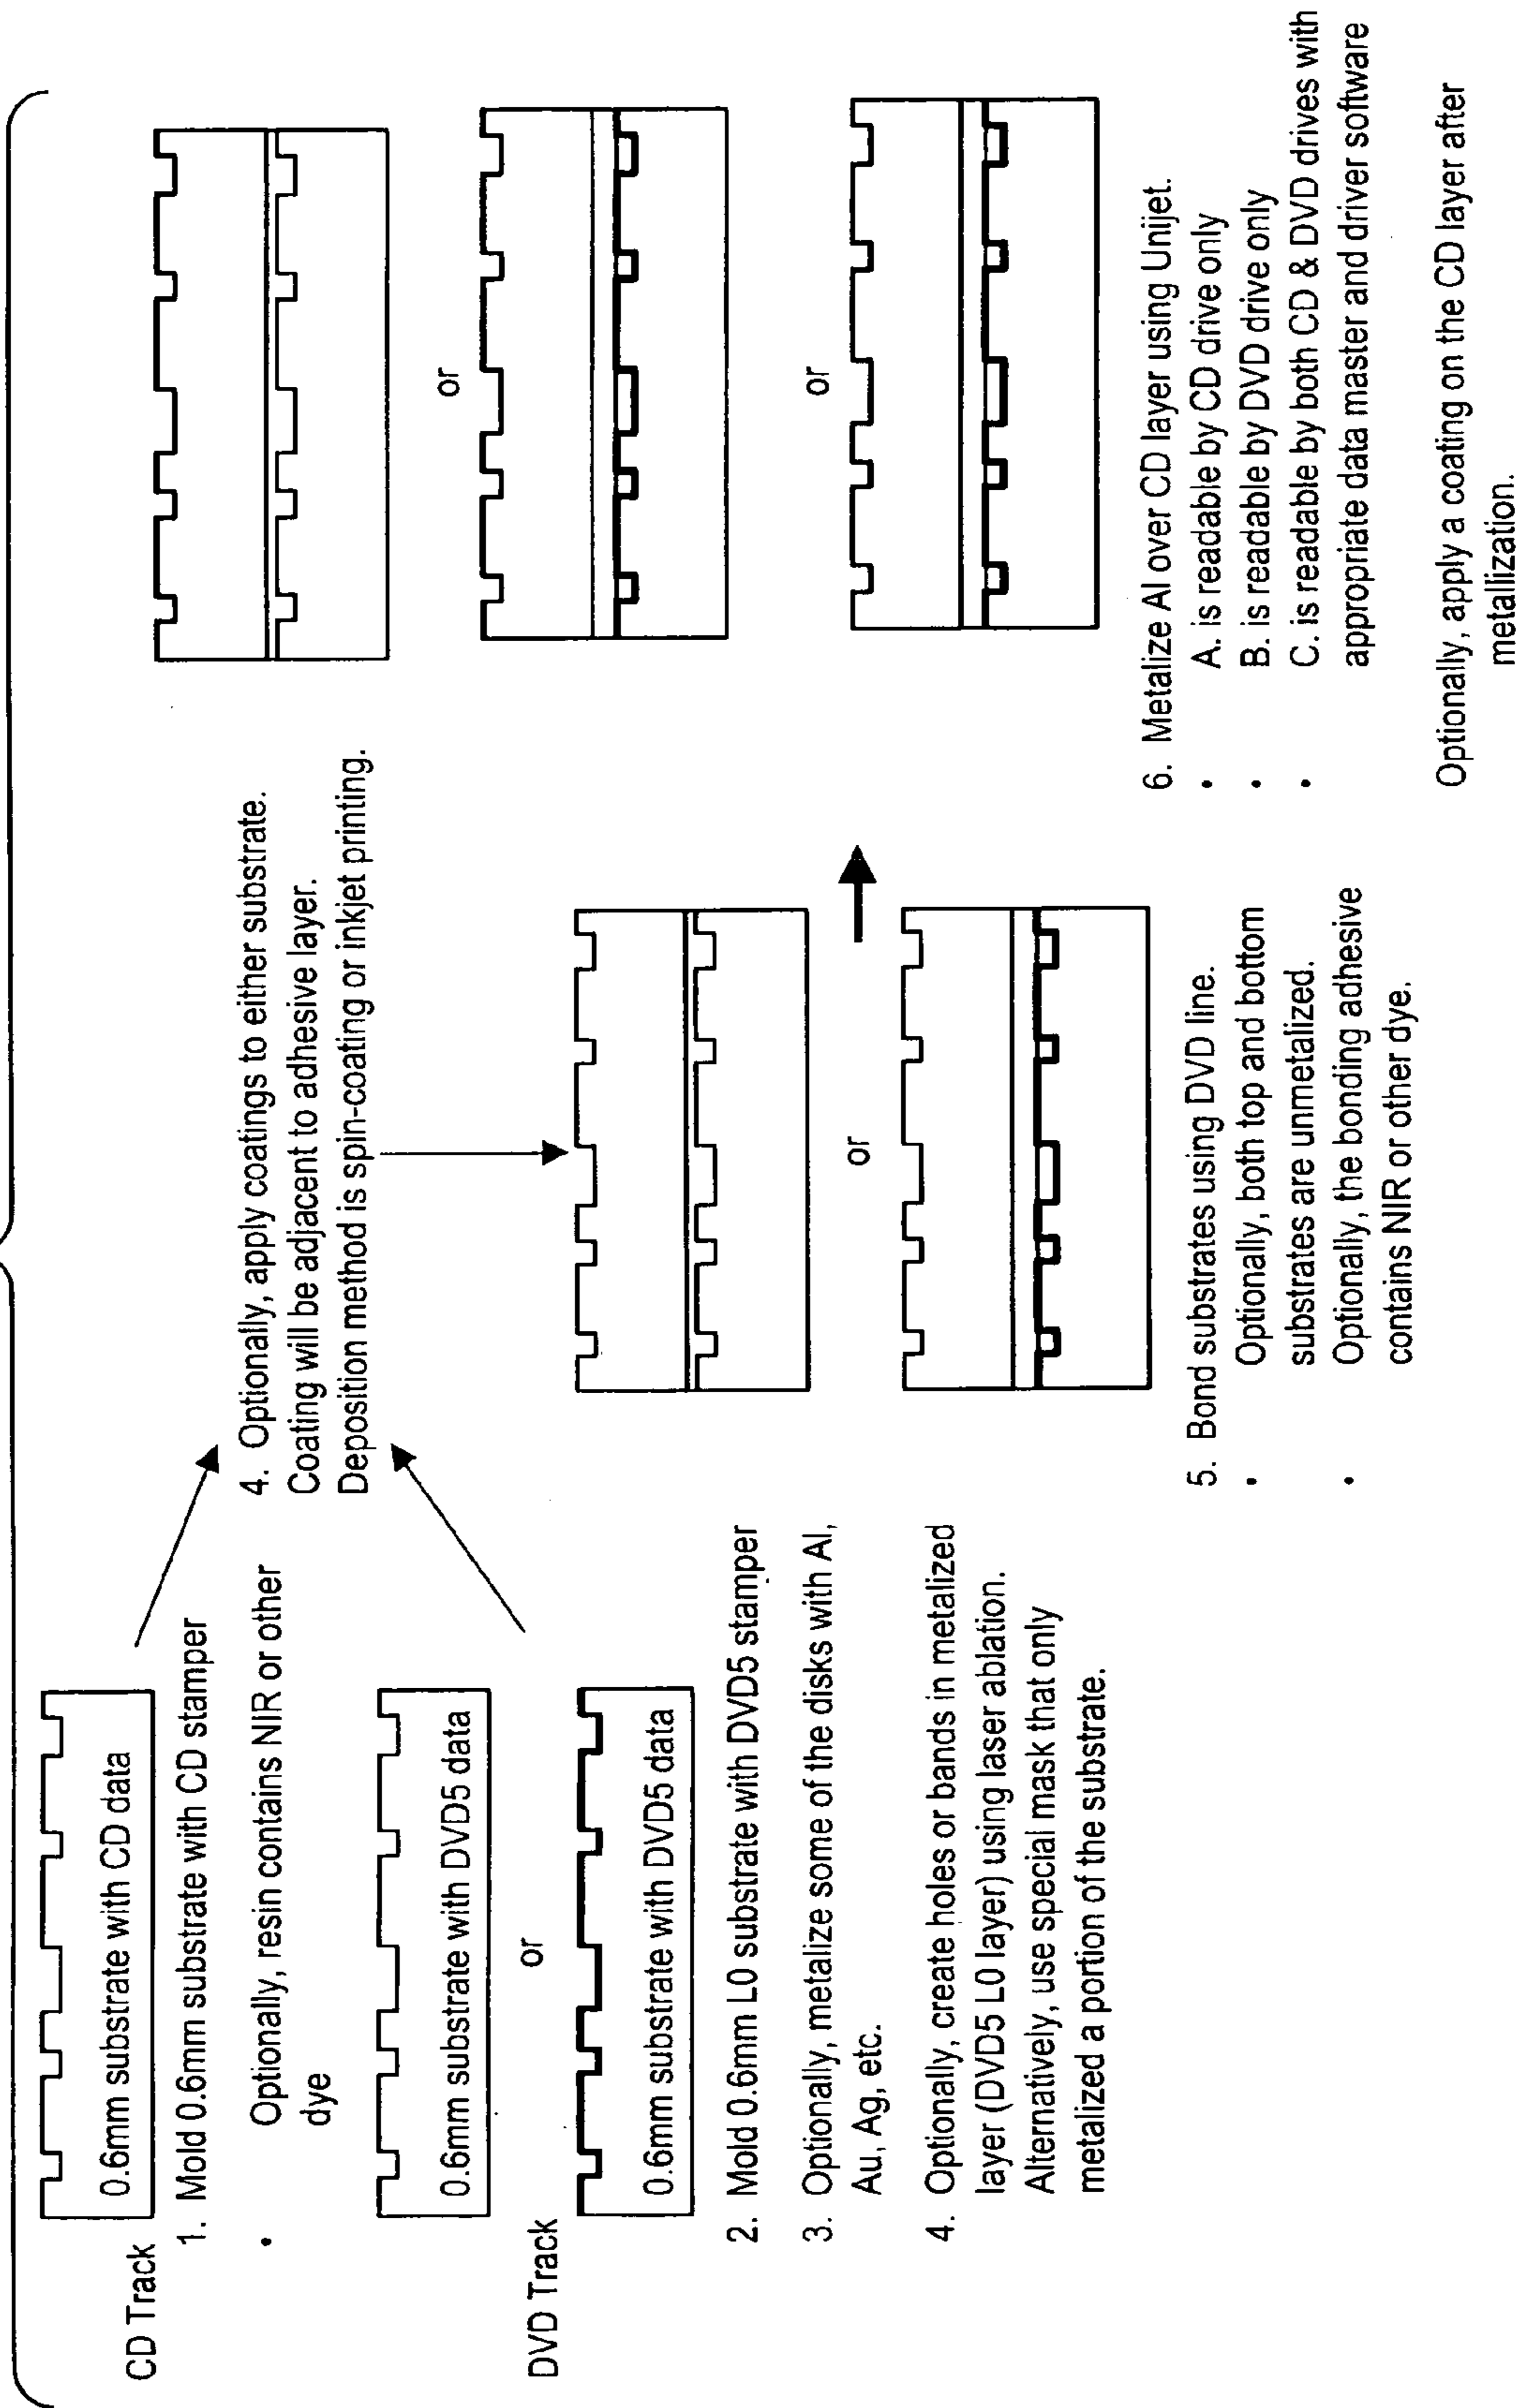 CD Track
0.6mm substrate with CD data
1. Mold 0.6mm substrate with CD stamper
• Optionally, resin contains NIR or other
dye
0.6mm substrate with DVD5 data
or
DVD Track
0.6mm substrate with DVD5 data
2. Mold 0.6mm L0 substrate with DVD5 stamper
3. Optionally, metalize some of the disks with Al,
Au, Ag, etc.
4. Optionally, create holes or bands in metalized
layer (DVD5 L0 layer) using laser ablation.
Alternatively, use special mask that only
metalized a portion of the substrate.
4. Optionally, apply coatings to either substrate.
Coating will be adjacent to adhesive layer.
Deposition method is spin-coating or inkjet printing.
or
5. Bond substrates using DVD line.
• Optionally, both top and bottom
substrates are unmetalized.
• Optionally, the bonding adhesive
contains NIR or other dye.
or
or
6. Metalize Al over CD layer using Unijet.
• A. is readable by CD drive only
• B. is readable by DVD drive only
• C. is readable by both CD & DVD drives with
appropriate data master and driver software
Optionally, apply a coating on the CD layer after
metallization.